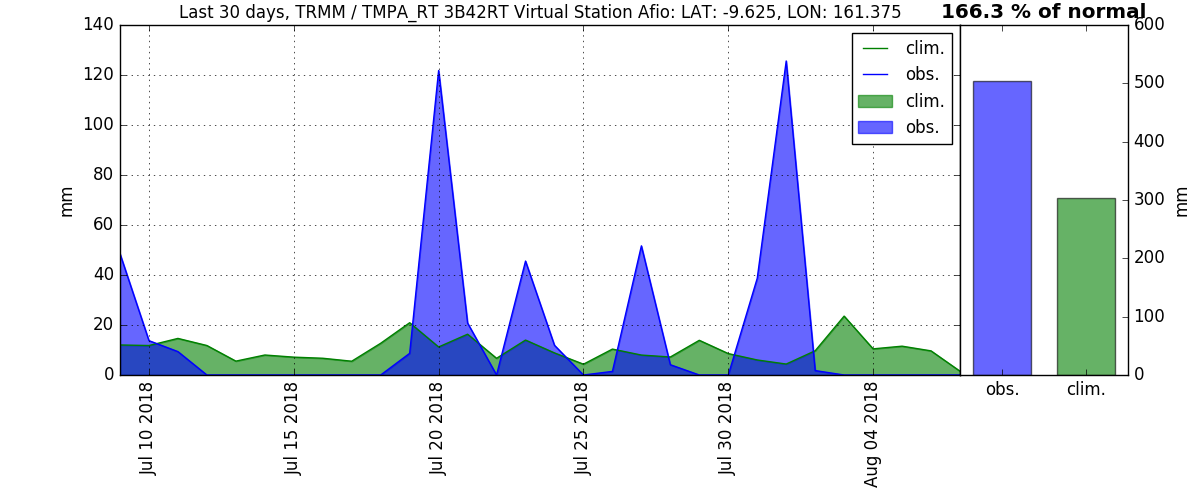 Last 30 days, TRMM / TMPA_RT 3B42RT Virtual Station Afio: LAT: -9.625, LON: 161.375
166.3 % of normal
140
120
100
80
60
40
20
0
mm
clim.
obs.
clim.
obs.
Jul 10 2018
Jul 15 2018
Jul 20 2018
Jul 25 2018
Jul 30 2018
Aug 04 2018
600
500
400
300
200
100
0
mm
obs.
clim.